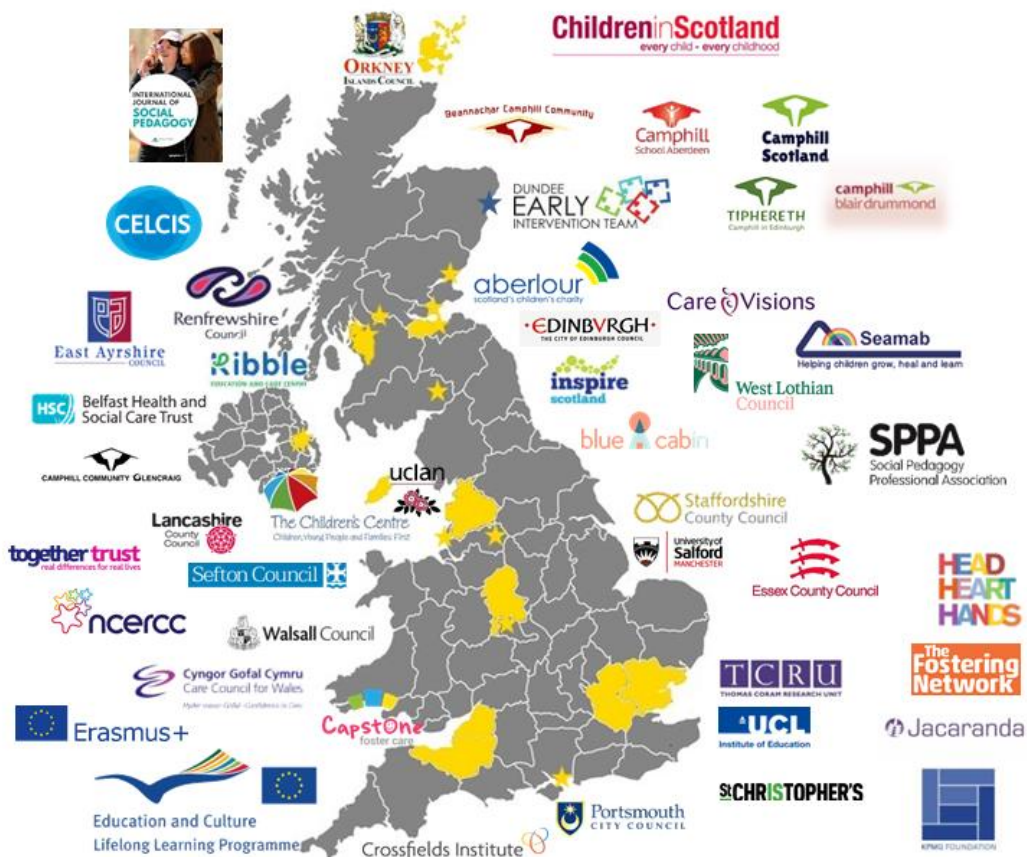 INTERNATIONAL
JOURNAL OF
SOCIAL
PEDAGOGY
ORKNEY
ISLANDS COUNCIL
ChildreninScotland
every child - every childhood
Beannachar Camphill Community
Camphill
School Aberdeen
Camphill
Scotland
CELCIS
DUNDEE
EARLY
INTERVENTION TEAM
TIPHERETH
Camphill in Edinburgh
camphill
blairdrummond
Renfrewshire
Council
aberlour
scotland's children's charity
Care Visions
East Ayrshire
COUNCIL
Ribble
EDUCATION AND CARE CENTRE
·EDINBVRGH·
THE CITY OF EDINBURGH COUNCIL
Seamab
Helping children grow, heal and learn
inspire
scotland
West Lothian
Council
HSC
Belfast Health and
Social Care Trust
blue cabin
SPPA
Social Pedagogy
Professional Association
CAMPHILL COMMUNITY GLENCRAIG
uclan
Lancashire
County
Council
The Children's Centre
Children, Young People and Families. First
Staffordshire
County Council
University of
Salford
MANCHESTER
together trust
real differences for real lives
Sefton Council
Essex County Council
HEAD
HEART
HANDS
ncercc
Walsall Council
Cyngor Gofal Cymru
Care Council for Wales
TCRU
THOMAS CORAM RESEARCH UNIT
The
Fostering
Network
Capstone
foster care
Erasmus+
UCL
Institute of Education
Jacaranda
Education and Culture
Lifelong Learning Programme
Portsmouth
CITY COUNCIL
St CHRISTOPHER'S
Crossfields Institute
KPMG FOUNDATION